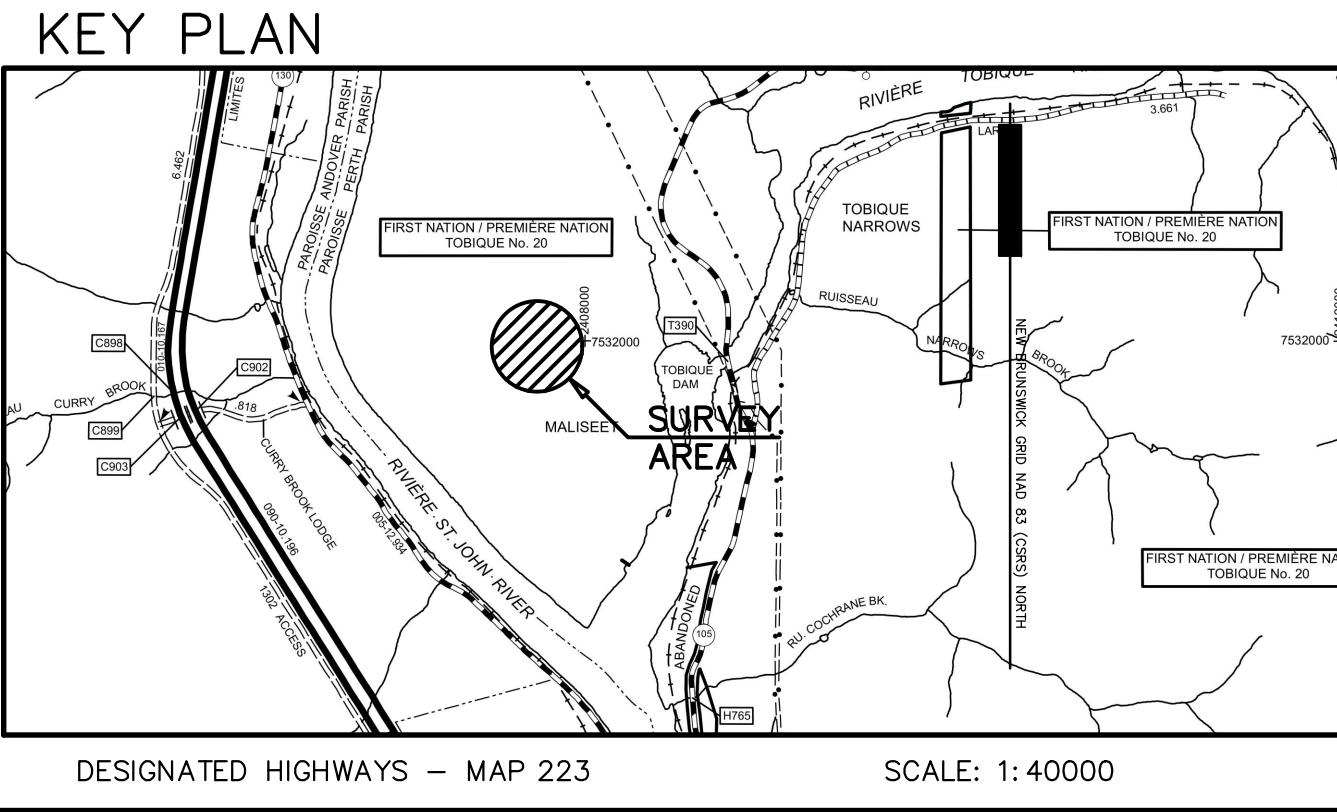 KEY PLAN
130
LIMITES
6.462
PAROISSE ANDOVER PARISH
PAROISSE PERTH PARISH
RIVIÈRE TOBIQUE
3.661
FIRST NATION / PREMIÈRE NATION
TOBIQUE No. 20
TOBIQUE
NARROWS
FIRST NATION / PREMIÈRE NATION
TOBIQUE No. 20
2408000
7532000
7532000
T390
RUISSEAU
NARROWS
BROOK
010-10.167
C898
C902
TOBIQUE
DAM
CURRY BROOK
.818
C899
C903
MALISEET
SURVEY
AREA
CURRY BROOK LODGE
090-10.196
005-12.934
RIVIÈRE ST. JOHN RIVER
NEW BRUNSWICK GRID NAD 83 (CSRS) NORTH
FIRST NATION / PREMIÈRE NA
TOBIQUE No. 20
1302 ACCESS
ABANDONED
105
RU. COCHRANE BK.
H765
DESIGNATED HIGHWAYS – MAP 223
SCALE: 1:40000